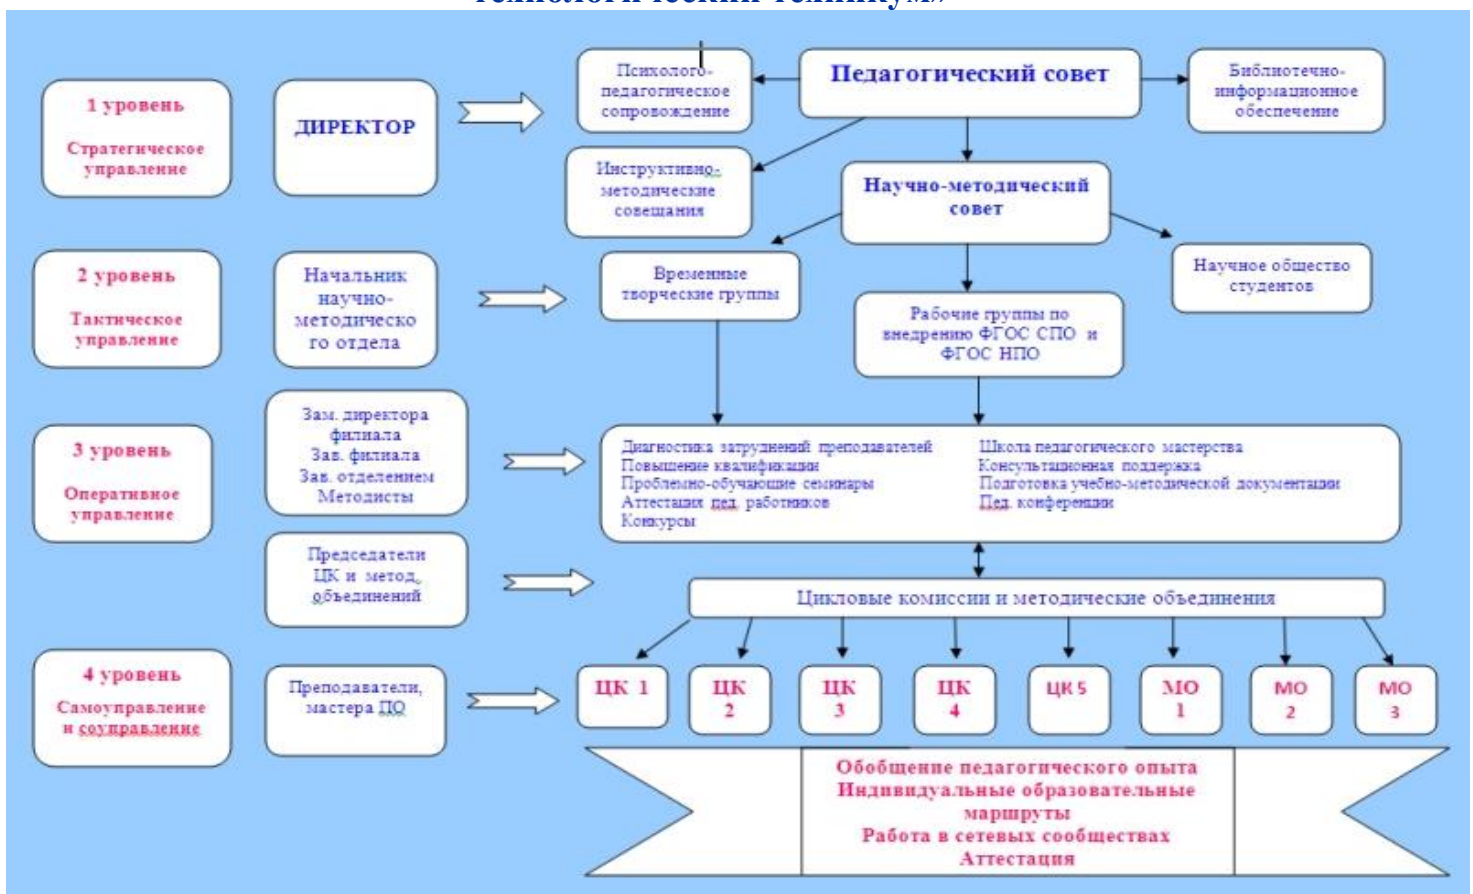 технологический техникум»
1 уровень
Стратегическое
управление
ДИРЕКТОР
Психолого-
педагогическое
сопровождение
Педагогический совет
Библиотечно-
информационное
обеспечение
Инструктивно-
методические
совещания
Научно-методический
совет
2 уровень
Тактическое
управление
Начальник
научно-
методическо
го отдела
Временные
творческие группы
Научное общество
студентов
Рабочие группы по
внедрению ФГОС СПО и
ФГОС НПО
3 уровень
Оперативное
управление
Зам. директора
филиала
Зав. филиала
Зав. отделением
Методисты
Диагностика затруднений преподавателей
Повышение квалификации
Проблемно-обучающие семинары
Аттестация пед. работников
Конкурсы
Школа педагогического мастерства
Консультационная поддержка
Подготовка учебно-методической документации
Пед. конференции
Председатели
ЦК и метод.
объединений
Цикловые комиссии и методические объединения
4 уровень
Самоуправление
и соуправление
Преподаватели,
мастера ПО
ЦК 1
ЦК
2
ЦК
3
ЦК
4
ЦК 5
МО
1
МО
2
МО
3
Обобщение педагогического опыта
Индивидуальные образовательные
маршруты
Работа в сетевых сообществах
Аттестация